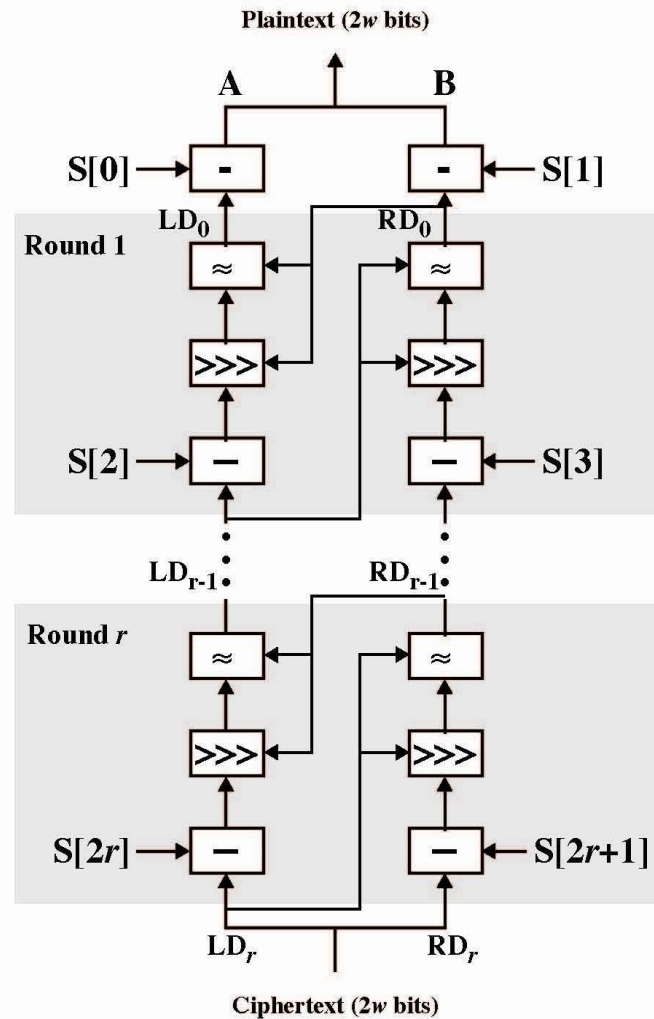 Plaintext (2w bits)
A B
S[0] - - S[1]
LD0 RD0
Round 1
≈ ≈
>>> >>>
S[2] – – S[3]
LDr-1 RDr-1
Round r
≈ ≈
>>> >>>
S[2r] – – S[2r+1]
LDr RDr
Ciphertext (2w bits)